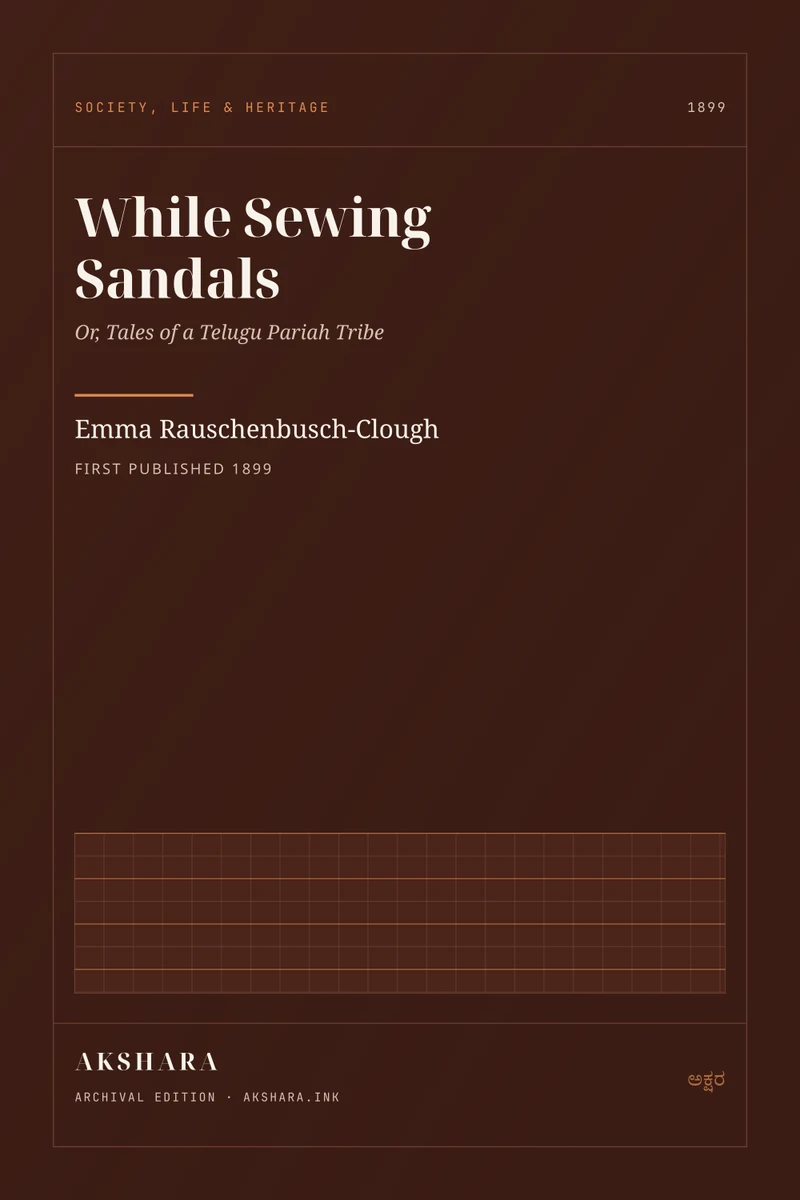 SOCIETY, LIFE & HERITAGE
1899
While Sewing
Sandals
Or, Tales of a Telugu Pariah Tribe
Emma Rauschenbusch-Clough
FIRST PUBLISHED 1899
AKSHARA
ARCHIVAL EDITION · AKSHARA.INK
ಅಕ್ಷರ